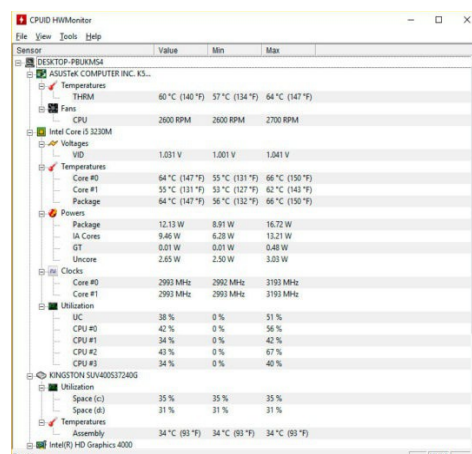 CPUID HWMonitor
File View Tools Help
Sensor Value Min Max
DESKTOP-PBUKMS4
ASUSTeK COMPUTER INC. K5...
Temperatures
THRM 60 °C (140 °F) 57 °C (134 °F) 64 °C (147 °F)
Fans
CPU 2600 RPM 2600 RPM 2700 RPM
Intel Core i5 3230M
Voltages
VID 1.031 V 1.001 V 1.041 V
Temperatures
Core #0 64 °C (147 °F) 55 °C (131 °F) 66 °C (150 °F)
Core #1 55 °C (131 °F) 53 °C (127 °F) 62 °C (143 °F)
Package 64 °C (147 °F) 56 °C (132 °F) 66 °C (150 °F)
Powers
Package 12.13 W 8.91 W 16.72 W
IA Cores 9.46 W 6.28 W 13.21 W
GT 0.01 W 0.01 W 0.48 W
Uncore 2.65 W 2.50 W 3.03 W
Clocks
Core #0 2993 MHz 2992 MHz 3193 MHz
Core #1 2993 MHz 2993 MHz 3193 MHz
Utilization
UC 38 % 0 % 51 %
CPU #0 42 % 0 % 56 %
CPU #1 34 % 0 % 42 %
CPU #2 43 % 0 % 67 %
CPU #3 34 % 0 % 40 %
KINGSTON SUV400S37240G
Utilization
Space (c:) 35 % 35 % 35 %
Space (d:) 31 % 31 % 31 %
Temperatures
Assembly 34 °C (93 °F) 34 °C (93 °F) 34 °C (93 °F)
Intel(R) HD Graphics 4000